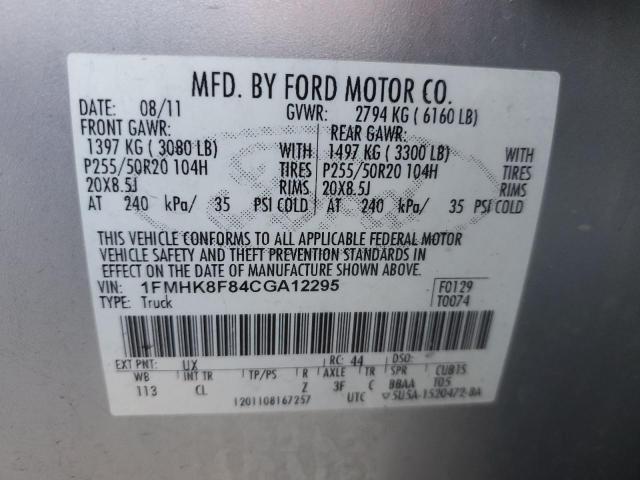 MFD. BY FORD MOTOR CO.
DATE: 08/11 GVWR: 2794 KG ( 6160 LB)
FRONT GAWR: REAR GAWR:
1397 KG ( 3080 LB) WITH 1497 KG ( 3300 LB) WITH
P255/50R20 104H TIRES P255/50R20 104H TIRES
20X8.5J RIMS 20X8.5J RIMS
AT 240 kPa/ 35 PSI COLD AT 240 kPa/ 35 PSI COLD
THIS VEHICLE CONFORMS TO ALL APPLICABLE FEDERAL MOTOR
VEHICLE SAFETY AND THEFT PREVENTION STANDARDS IN
EFFECT ON THE DATE OF MANUFACTURE SHOWN ABOVE.
VIN: 1FMHK8F84CGA12295 F0129
TYPE: Truck T0074
EXT PNT: UX RC: 44 DSO:
WB INT TR TP/PS R AXLE TR SPR CUB1S
113 CL Z 3F C BBAA T05
1201108167257 UTC ▽5U5A-1520472-BA